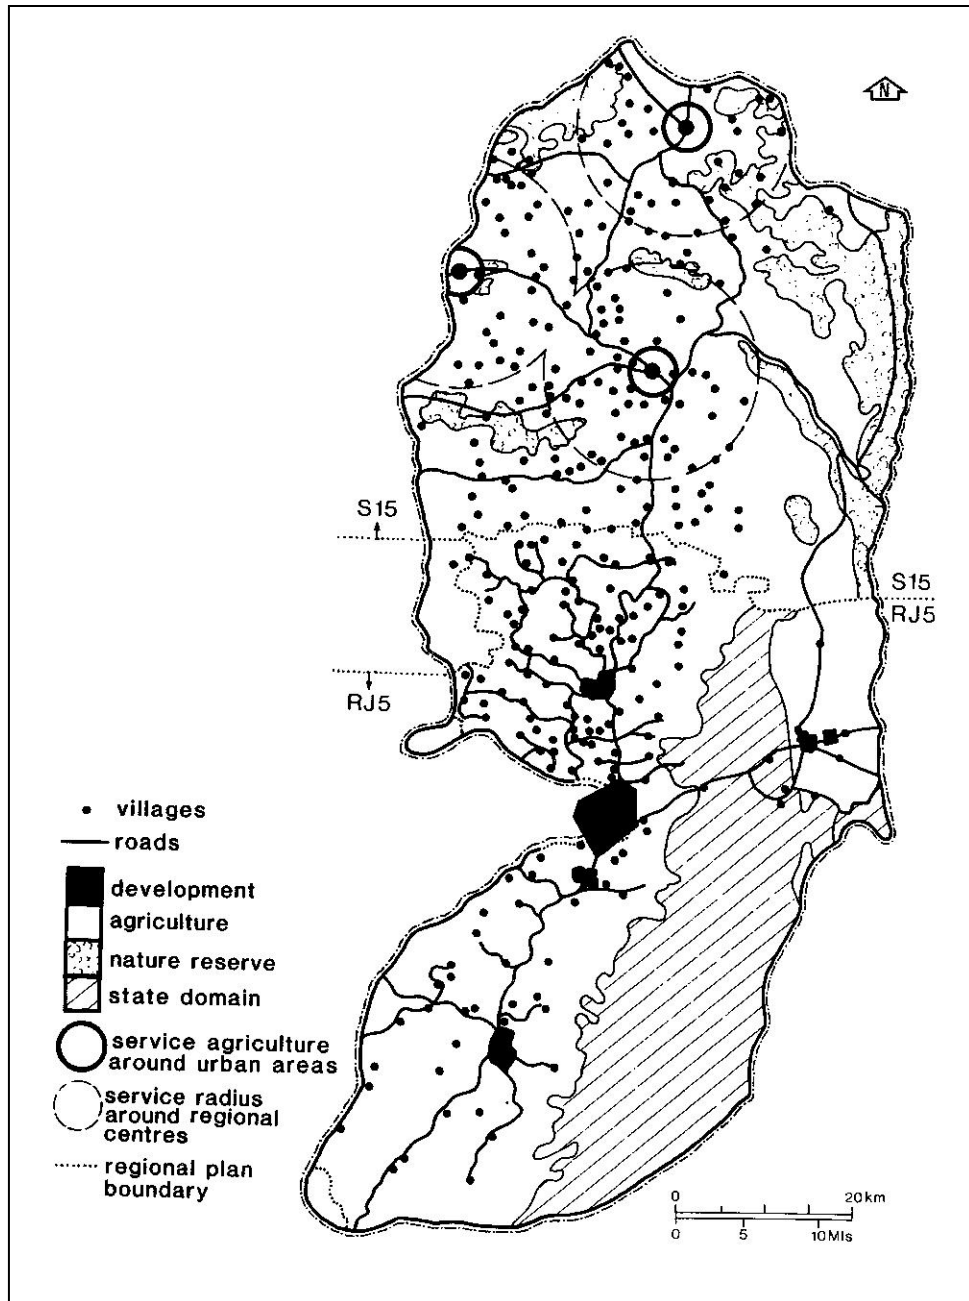 N
S15
S15
RJ5
RJ5
villages
roads
development
agriculture
nature reserve
state domain
service agriculture
around urban areas
service radius
around regional
centres
regional plan
boundary
0 20km
0 5 10Mls